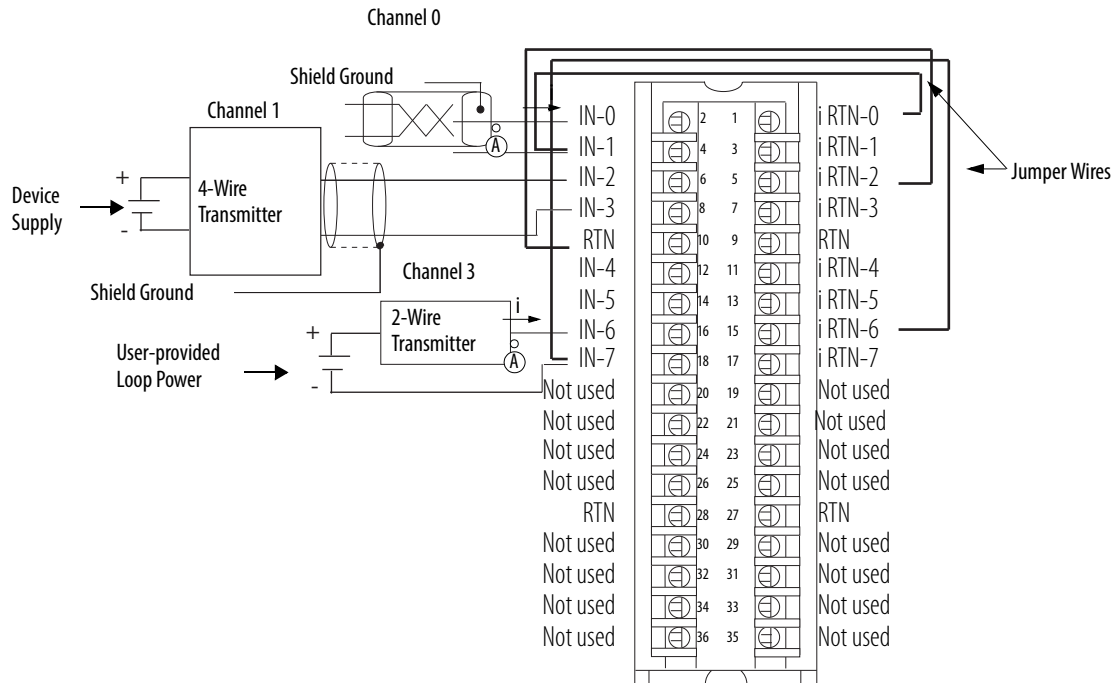 Channel 0
Shield Ground
Channel 1
4-Wire
Transmitter
+
-
Device
Supply
Shield Ground
Channel 3
A
i
2-Wire
Transmitter
A
+
-
User-provided
Loop Power
Jumper Wires
IN-0 2 1 i RTN-0
IN-1 4 3 i RTN-1
IN-2 6 5 i RTN-2
IN-3 8 7 i RTN-3
RTN 10 9 RTN
IN-4 12 11 i RTN-4
IN-5 14 13 i RTN-5
IN-6 16 15 i RTN-6
IN-7 18 17 i RTN-7
Not used 20 19 Not used
Not used 22 21 Not used
Not used 24 23 Not used
Not used 26 25 Not used
RTN 28 27 RTN
Not used 30 29 Not used
Not used 32 31 Not used
Not used 34 33 Not used
Not used 36 35 Not used